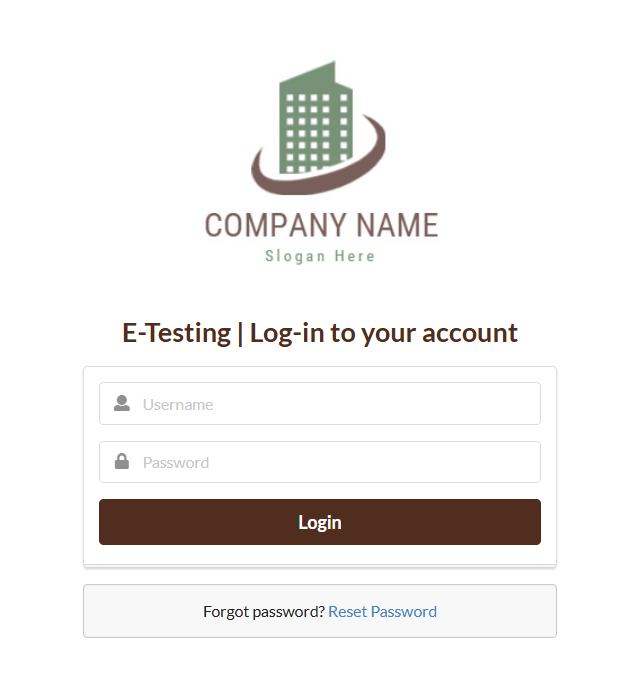 COMPANY NAME
Slogan Here
E-Testing | Log-in to your account
Username
Password
Login
Forgot password? Reset Password